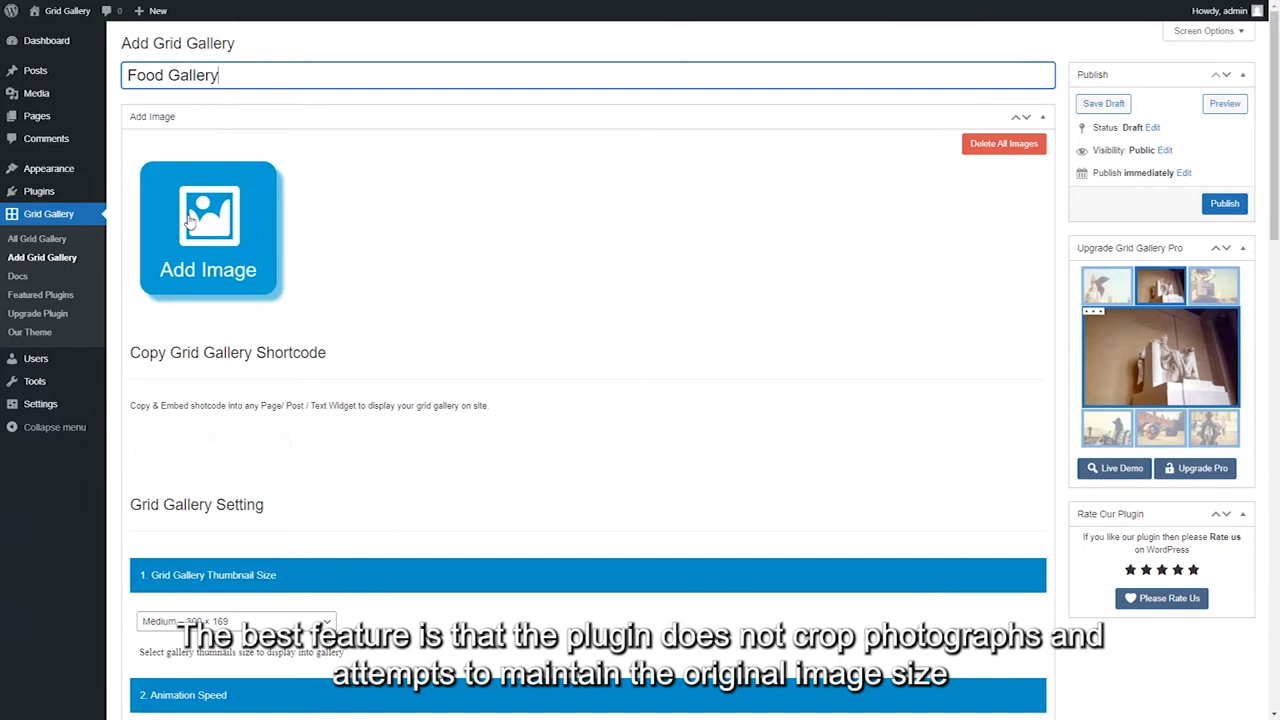 Grid Gallery
0
New
Howdy, admin
Dashboard
Posts
Media
Pages
Comments
Appearance
Plugins
Grid Gallery
All Grid Gallery
Add Grid Gallery
Docs
Featured Plugins
Upgrade Plugin
Our Theme
Users
Tools
Settings
Collapse menu
Screen Options
Add Grid Gallery
Food Gallery
Add Image
Delete All Images
Add Image
Copy Grid Gallery Shortcode
Copy & Embed shotcode into any Page/ Post / Text Widget to display your grid gallery on site.
Grid Gallery Setting
1. Grid Gallery Thumbnail Size
Medium – 300 × 169
Select gallery thumnails size to display into gallery
2. Animation Speed
Publish
Save Draft
Preview
Status: Draft Edit
Visibility: Public Edit
Publish immediately Edit
Publish
Upgrade Grid Gallery Pro
Live Demo
Upgrade Pro
Rate Our Plugin
If you like our plugin then please Rate us
on WordPress
Please Rate Us
The best feature is that the plugin does not crop photographs and
attempts to maintain the original image size